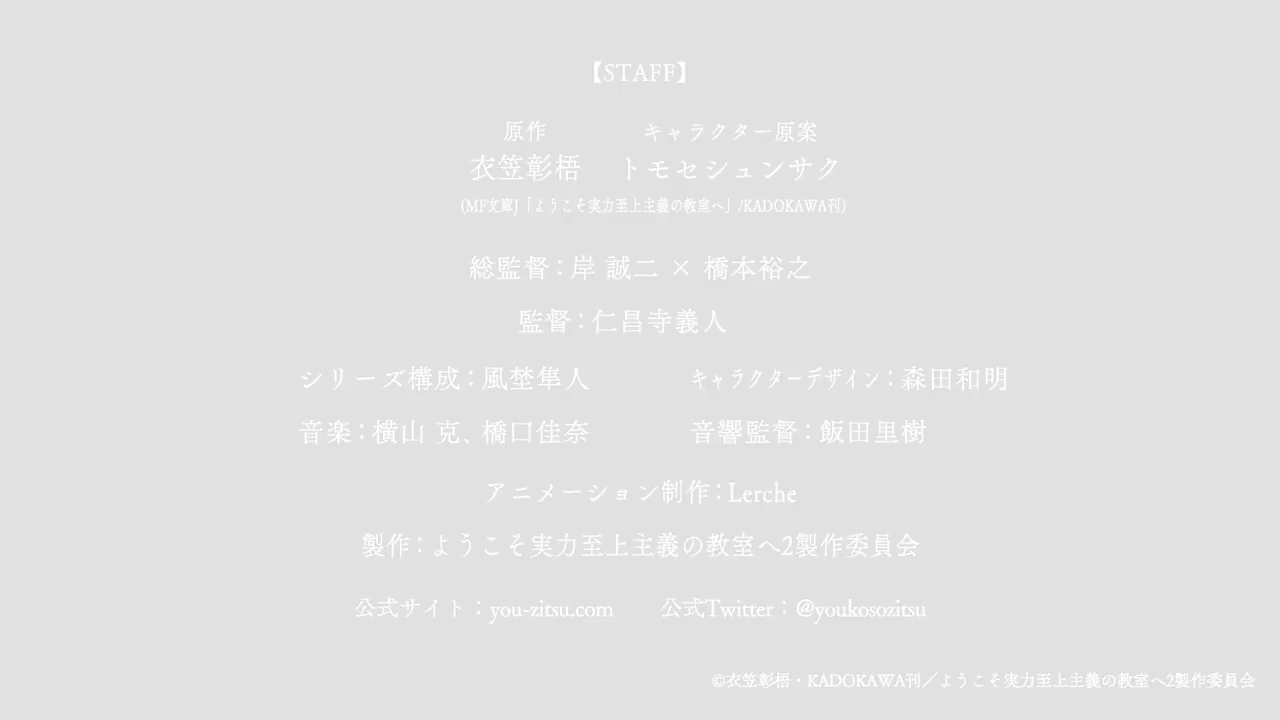 【STAFF】
原作 キャラクター原案
衣笠彰梧 トモセシュンサク
(MF文庫J「ようこそ実力至上主義の教室へ」/KADOKAWA刊)
総監督：岸 誠二 × 橋本裕之
監督：仁昌寺義人
シリーズ構成：風埜隼人 キャラクターデザイン：森田和明
音楽：横山 克、橋口佳奈 音響監督：飯田里樹
アニメーション制作：Lerche
製作：ようこそ実力至上主義の教室へ2製作委員会
公式サイト：you-zitsu.com 公式Twitter：@youkosozitsu
©衣笠彰梧・KADOKAWA刊／ようこそ実力至上主義の教室へ2製作委員会